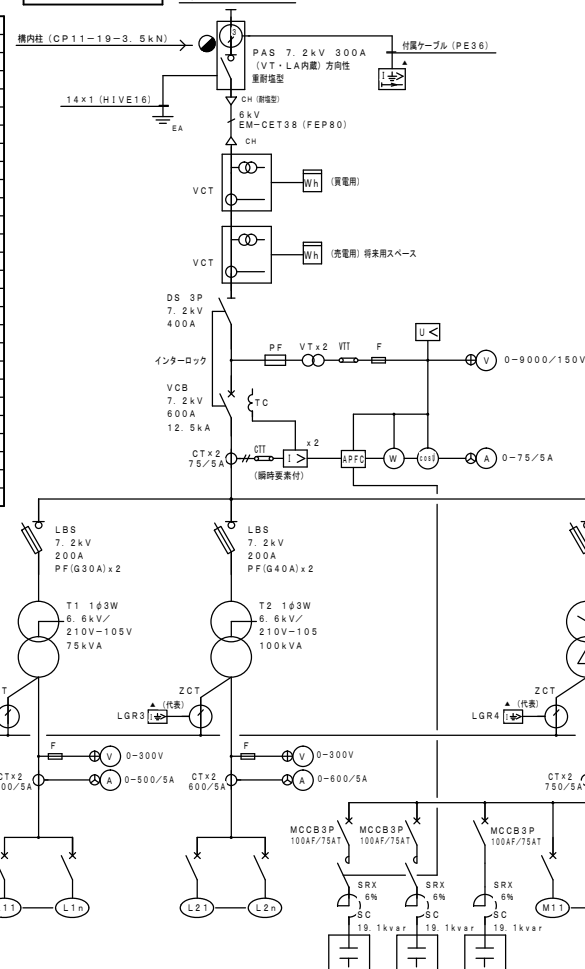 構内柱 (CP11-19-3.5kN)
3
PAS 7.2kV 300A
(VT・LA内蔵) 方向性
重耐塩型
付属ケーブル (PE36)
I
14×1 (HIVE16)
EA
CH (耐塩型)
6kV
EM-CET38 (FEP80)
CH
VCT
Wh
(買電用)
VCT
Wh
(売電用) 将来用スペース
DS 3P
7.2kV
400A
インターロック
PF
VTx2
VTT
F
U<
V
0-9000/150V
VCB
7.2kV
600A
12.5kA
TC
CT×2
75/5A
CTT
I>
x2
(瞬時要素付)
APFC
W
cosφ
A
0-75/5A
LBS
7.2kV
200A
PF(G30A)x2
LBS
7.2kV
200A
PF(G40A)x2
T1 1φ3W
6.6kV/
210V-105V
75kVA
T2 1φ3W
6.6kV/
210V-105
100kVA
ZCT
(代表)
LGR3
I
ZCT
(代表)
LGR4
I
F
V
0-300V
F
V
0-300V
CT×2
A
0-500/5A
CT×2
600/5A
A
0-600/5A
CT×2
750/5A
MCCB3P
100AF/75AT
MCCB3P
100AF/75AT
MCCB3P
100AF/75AT
SRX
6%
SC
19.1kvar
SRX
6%
SC
19.1kvar
SRX
6%
SC
19.1kvar
L1n
L21
L2n
M11